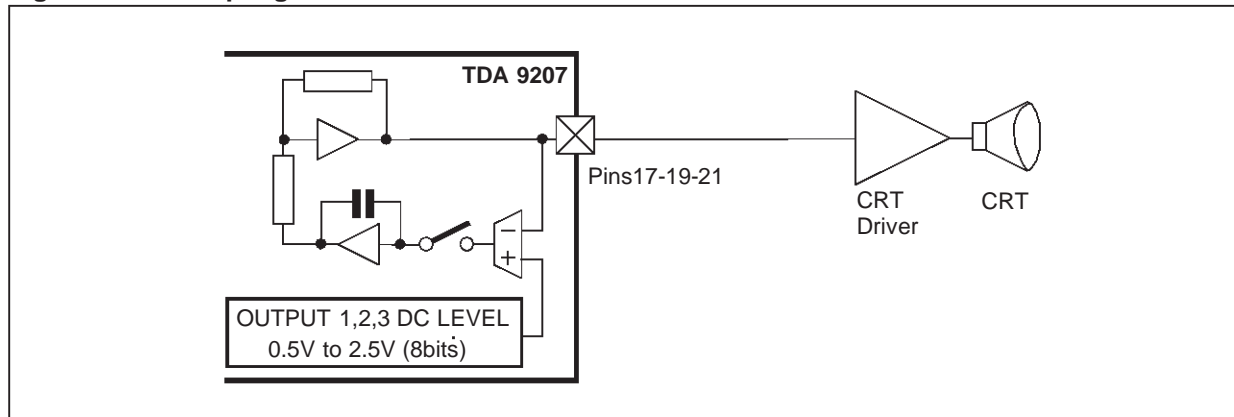 TDA 9207
Pins17-19-21
CRT
Driver
CRT
−
+
OUTPUT 1,2,3 DC LEVEL
0.5V to 2.5V (8bits)